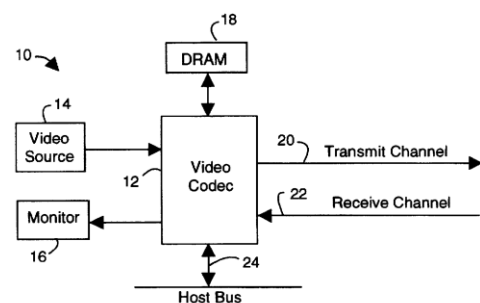 18
10
DRAM
14
Video
Source
12
Video
Codec
20
Transmit Channel
22
Receive Channel
Monitor
16
24
Host Bus